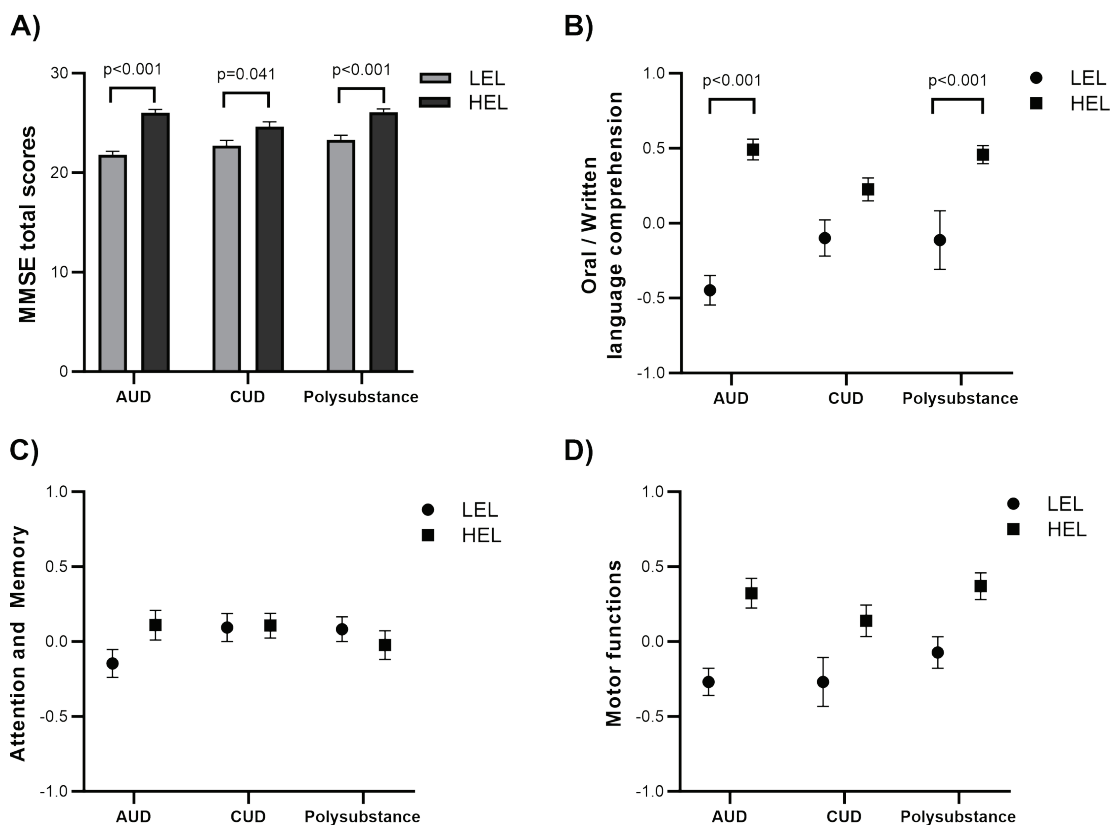 A)
MMSE total scores
30
20
10
0
p<0.001
p=0.041
p<0.001
LEL
HEL
AUD
CUD
Polysubstance
B)
Oral / Written
language comprehension
1.0
0.5
0.0
-0.5
-1.0
p<0.001
p<0.001
LEL
HEL
AUD
CUD
Polysubstance
C)
Attention and Memory
1.0
0.5
0.0
-0.5
-1.0
LEL
HEL
AUD
CUD
Polysubstance
D)
Motor functions
1.0
0.5
0.0
-0.5
-1.0
LEL
HEL
AUD
CUD
Polysubstance